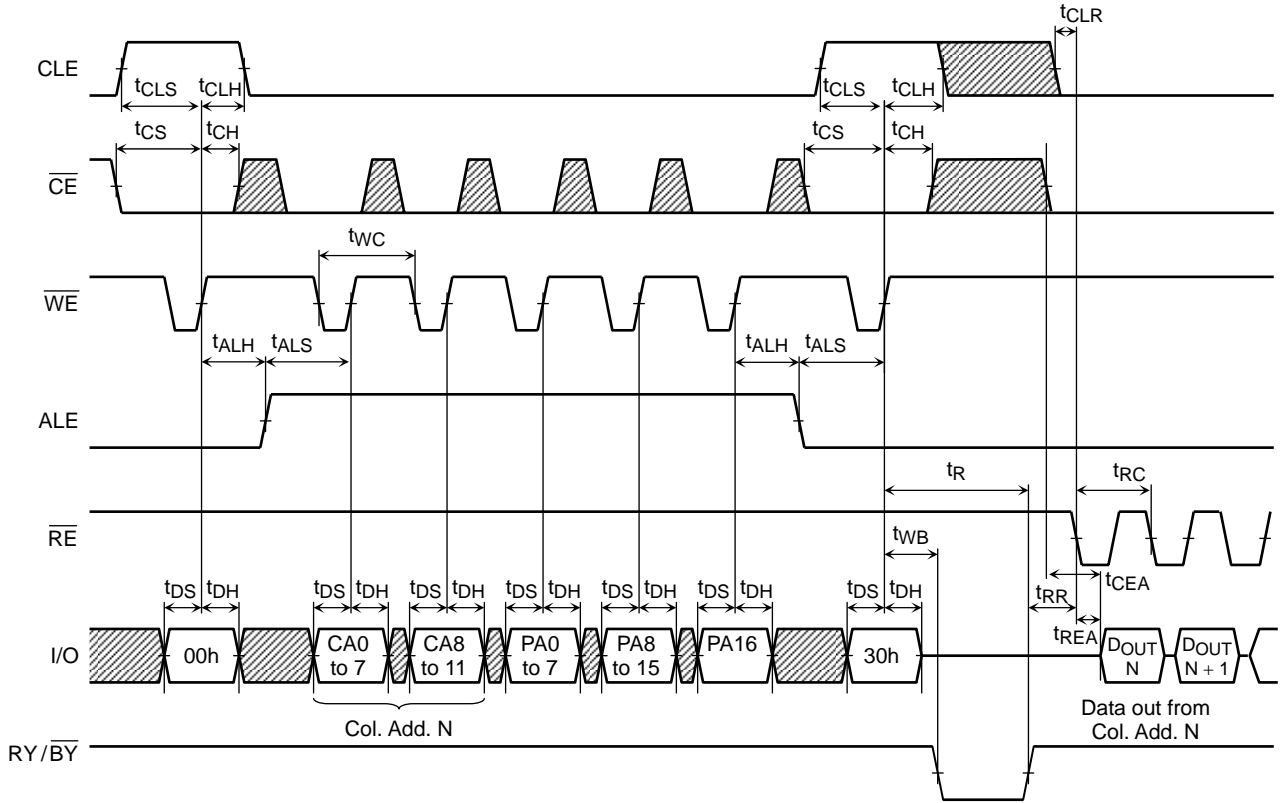 tCLR
CLE
tCLS tCLH tCLS tCLH
tCS tCH tCS tCH
CE
tWC
WE
tALH tALS tALH tALS
ALE
tR tRC
RE
tWB
tDS tDH tDS tDH tDS tDH tDS tDH tDS tDH tDS tDH tDS tDH tCEA
tRR
tREA
I/O 00h CA0 to 7 CA8 to 11 PA0 to 7 PA8 to 15 PA16 30h DOUT N DOUT N + 1
Col. Add. N
Data out from
Col. Add. N
RY/BY